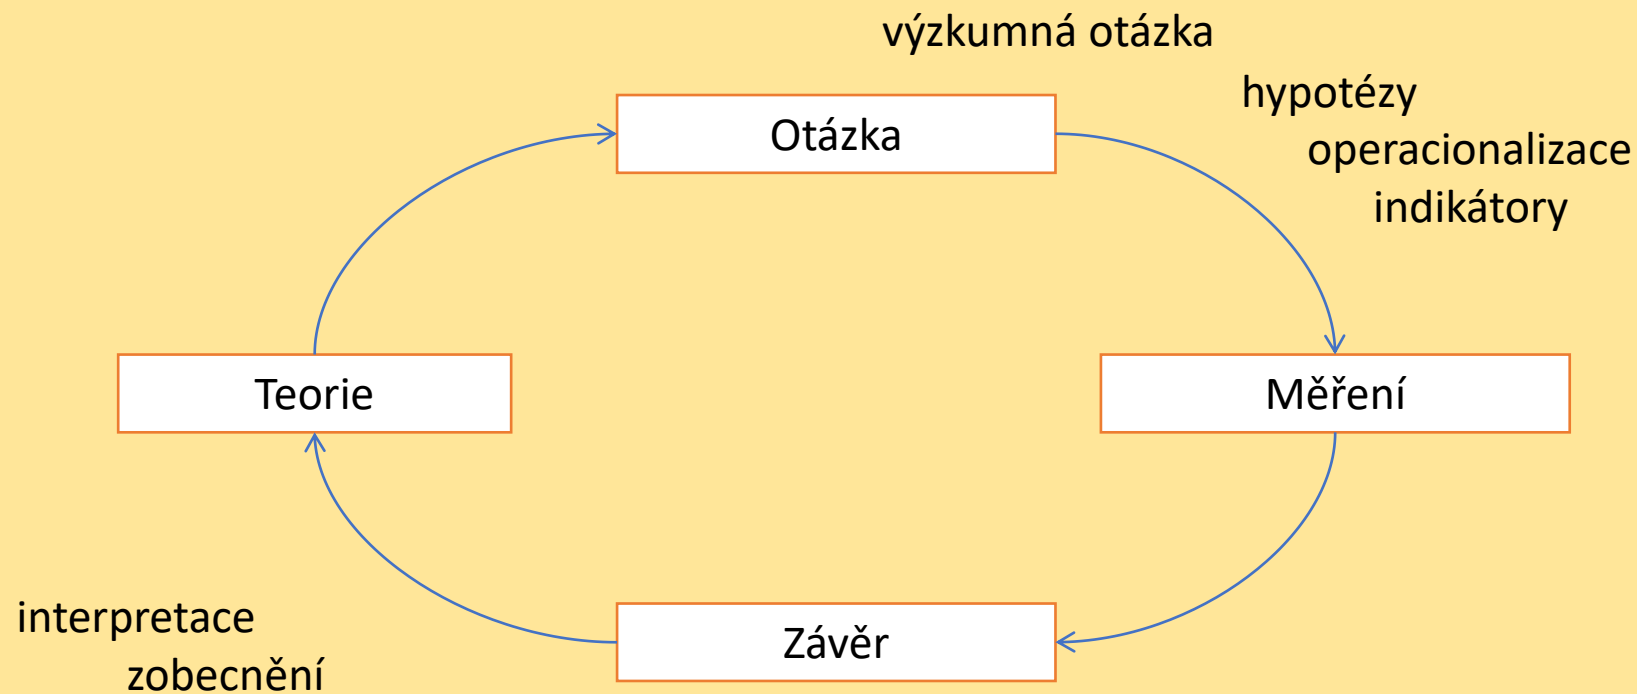 výzkumná otázka
hypotézy
Otázka
operacionalizace
indikátory
Teorie
Měření
interpretace
Závěr
zobecnění